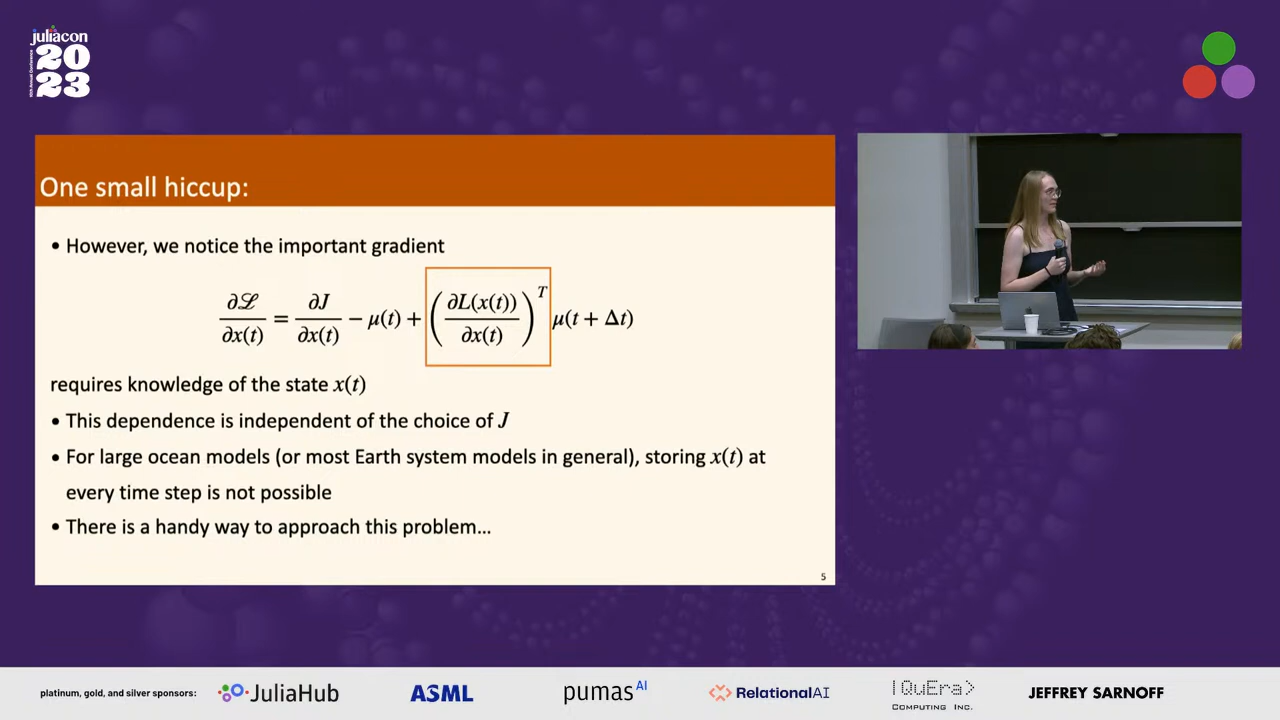 juliacon
20
23
One small hiccup:
• However, we notice the important gradient
∂ℒ/∂x(t) = ∂J/∂x(t) − μ(t) + (∂L(x(t))/∂x(t))ᵀ μ(t + Δt)
requires knowledge of the state x(t)
• This dependence is independent of the choice of J
• For large ocean models (or most Earth system models in general), storing x(t) at
every time step is not possible
• There is a handy way to approach this problem…
5
platinum, gold, and silver sponsors:
JuliaHub
ASML
pumasAI
RelationalAI
|QuEra>
COMPUTING INC.
JEFFREY SARNOFF